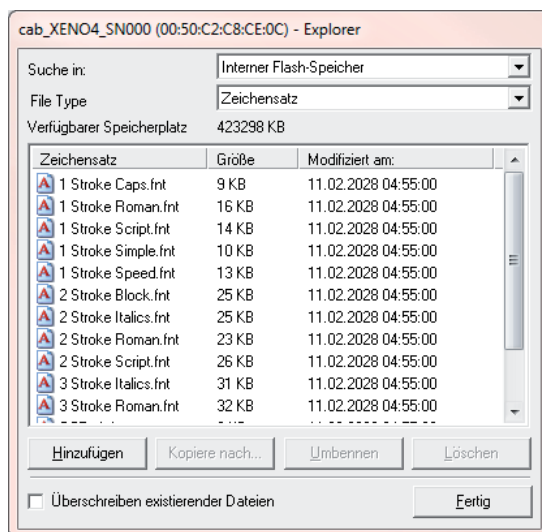 cab_XENO4_SN000 (00:50:C2:C8:CE:0C) - Explorer
Suche in: Interner Flash-Speicher
File Type Zeichensatz
Verfügbarer Speicherplatz 423298 KB
Zeichensatz Größe Modifiziert am:
1 Stroke Caps.fnt 9 KB 11.02.2028 04:55:00
1 Stroke Roman.fnt 16 KB 11.02.2028 04:55:00
1 Stroke Script.fnt 14 KB 11.02.2028 04:55:00
1 Stroke Simple.fnt 10 KB 11.02.2028 04:55:00
1 Stroke Speed.fnt 13 KB 11.02.2028 04:55:00
2 Stroke Block.fnt 25 KB 11.02.2028 04:55:00
2 Stroke Italics.fnt 25 KB 11.02.2028 04:55:00
2 Stroke Roman.fnt 23 KB 11.02.2028 04:55:00
2 Stroke Script.fnt 26 KB 11.02.2028 04:55:00
3 Stroke Italics.fnt 31 KB 11.02.2028 04:55:00
3 Stroke Roman.fnt 32 KB 11.02.2028 04:55:00
Hinzufügen Kopiere nach... Umbennen Löschen
Überschreiben existierender Dateien Fertig